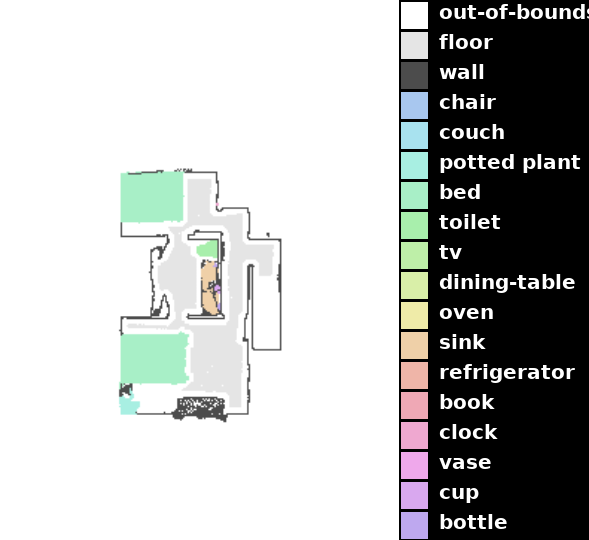 out-of-bounds
floor
wall
chair
couch
potted plant
bed
toilet
tv
dining-table
oven
sink
refrigerator
book
clock
vase
cup
bottle